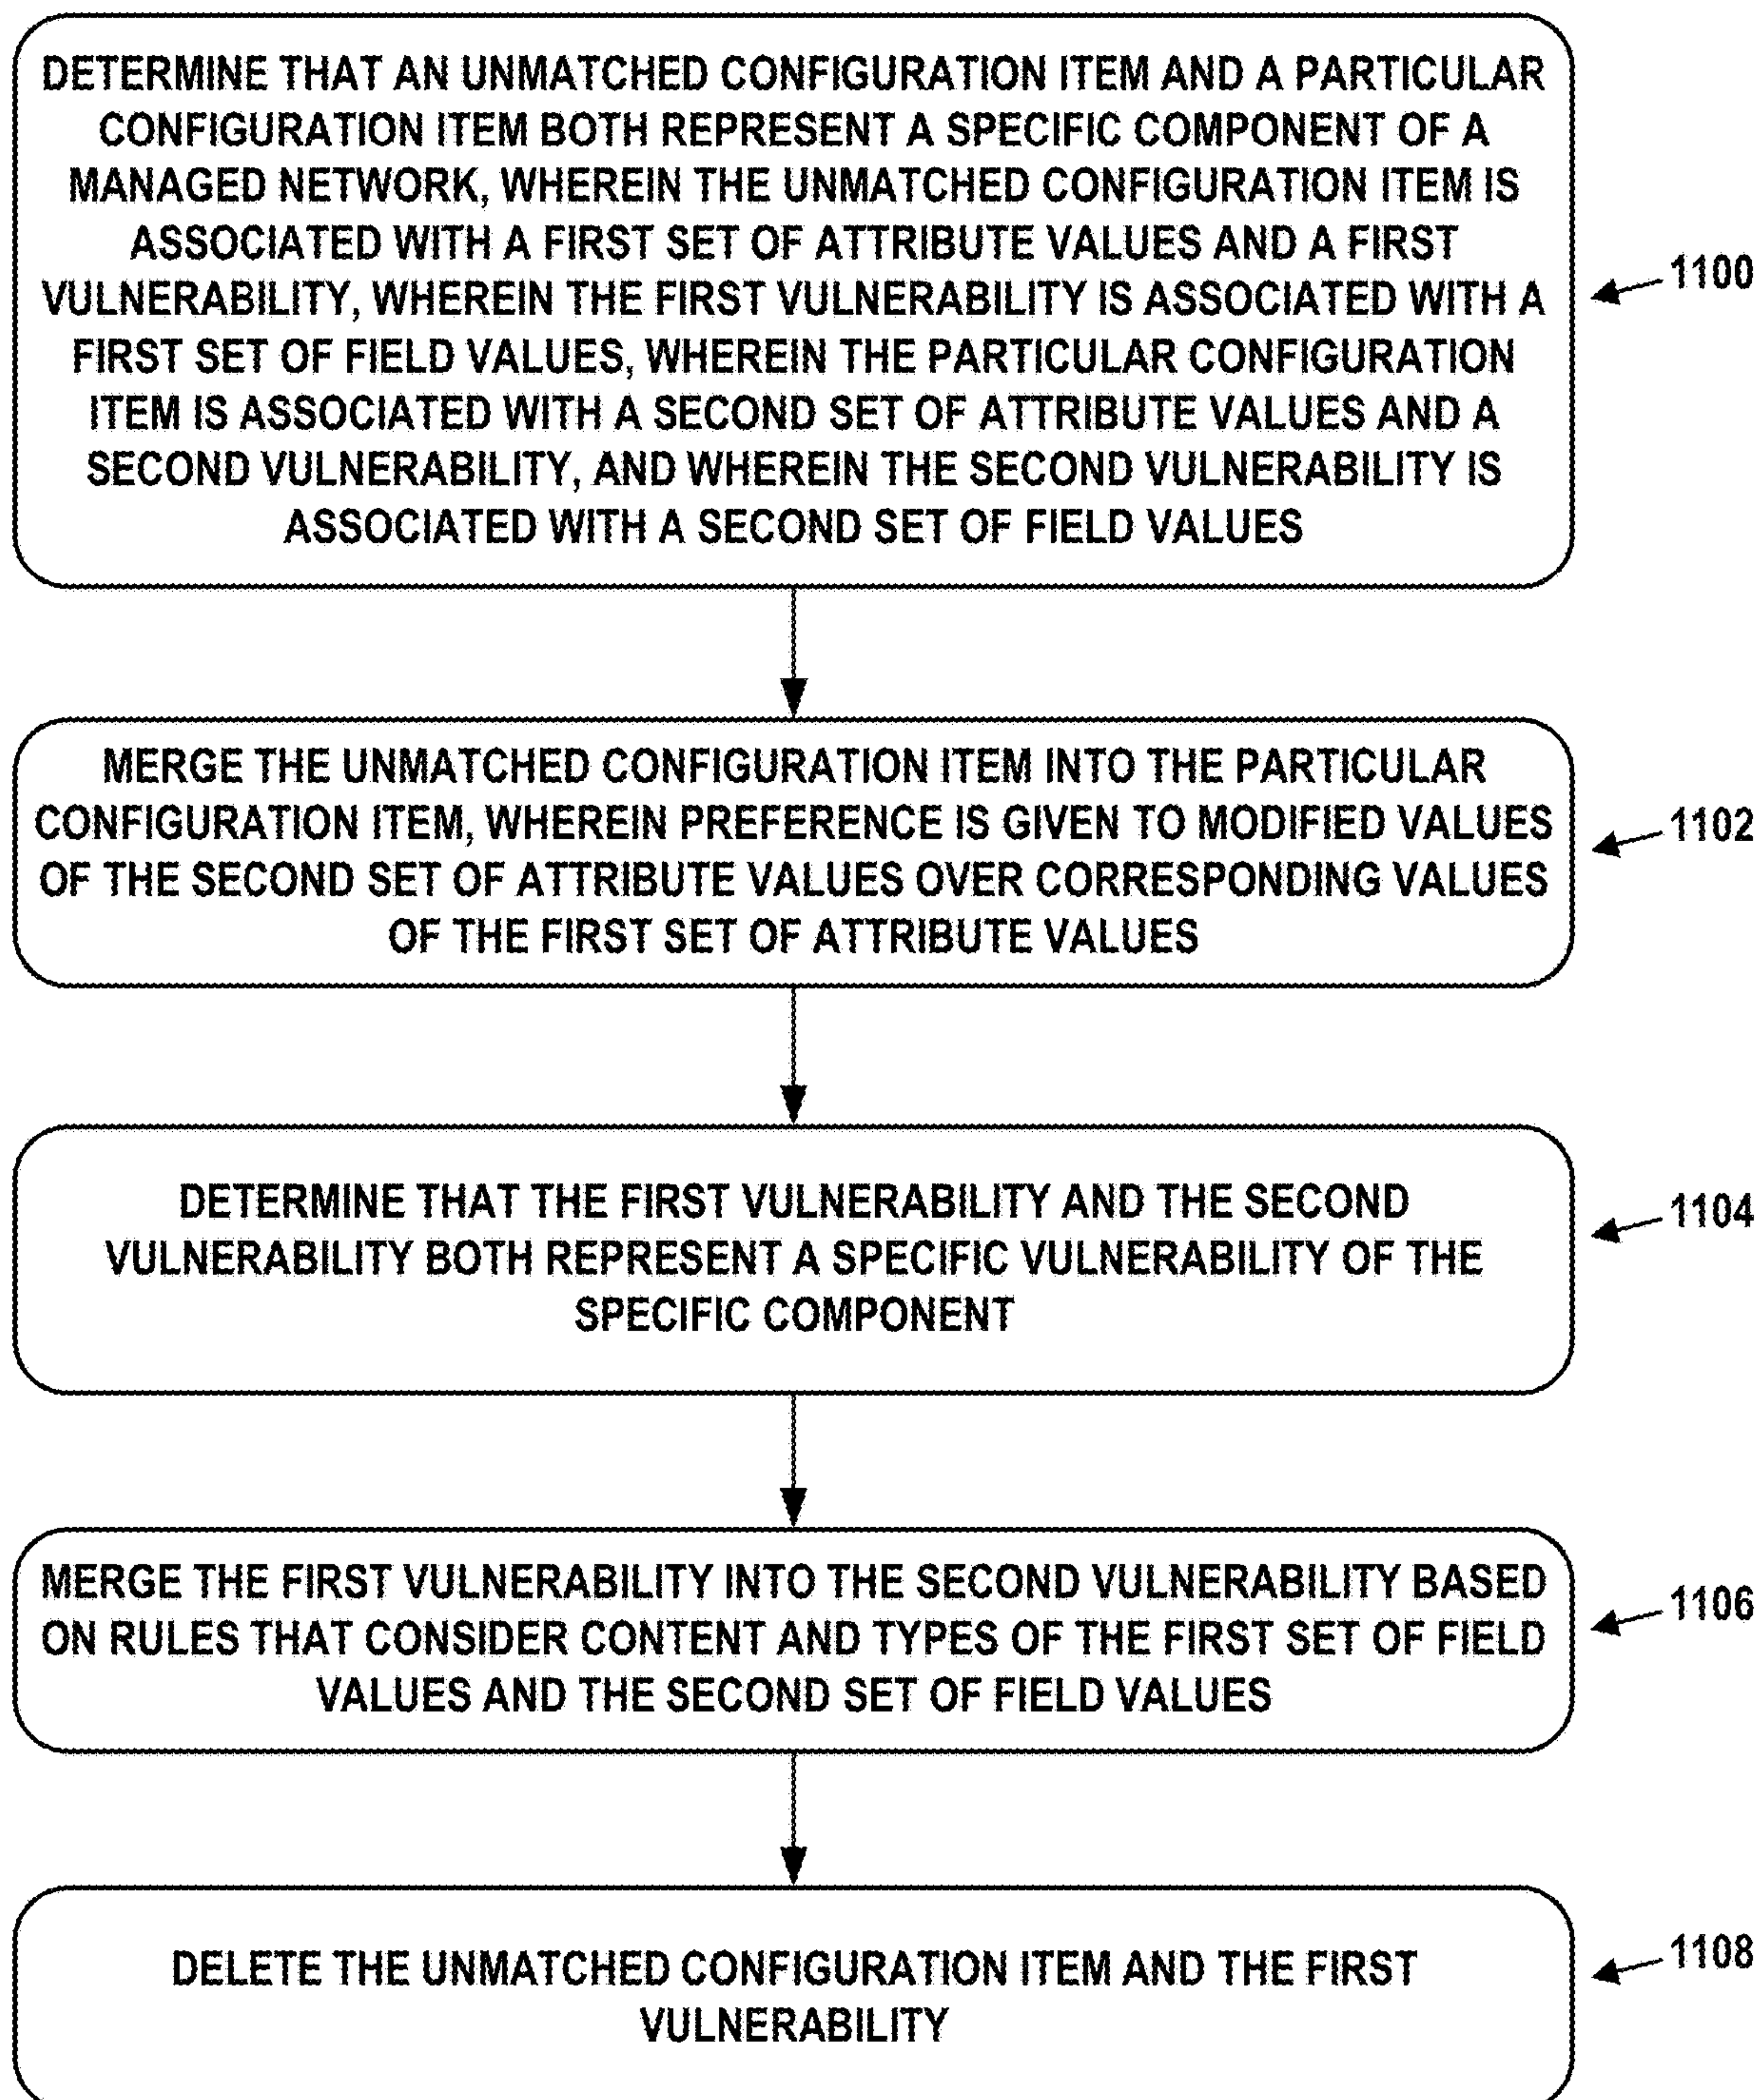 DETERMINE THAT AN UNMATCHED CONFIGURATION ITEM AND A PARTICULAR
CONFIGURATION ITEM BOTH REPRESENT A SPECIFIC COMPONENT OF A
MANAGED NETWORK, WHEREIN THE UNMATCHED CONFIGURATION ITEM IS
ASSOCIATED WITH A FIRST SET OF ATTRIBUTE VALUES AND A FIRST
VULNERABILITY, WHEREIN THE FIRST VULNERABILITY IS ASSOCIATED WITH A
FIRST SET OF FIELD VALUES, WHEREIN THE PARTICULAR CONFIGURATION
ITEM IS ASSOCIATED WITH A SECOND SET OF ATTRIBUTE VALUES AND A
SECOND VULNERABILITY, AND WHEREIN THE SECOND VULNERABILITY IS
ASSOCIATED WITH A SECOND SET OF FIELD VALUES
1100
MERGE THE UNMATCHED CONFIGURATION ITEM INTO THE PARTICULAR
CONFIGURATION ITEM, WHEREIN PREFERENCE IS GIVEN TO MODIFIED VALUES
OF THE SECOND SET OF ATTRIBUTE VALUES OVER CORRESPONDING VALUES
OF THE FIRST SET OF ATTRIBUTE VALUES
1102
DETERMINE THAT THE FIRST VULNERABILITY AND THE SECOND
VULNERABILITY BOTH REPRESENT A SPECIFIC VULNERABILITY OF THE
SPECIFIC COMPONENT
1104
MERGE THE FIRST VULNERABILITY INTO THE SECOND VULNERABILITY BASED
ON RULES THAT CONSIDER CONTENT AND TYPES OF THE FIRST SET OF FIELD
VALUES AND THE SECOND SET OF FIELD VALUES
1106
DELETE THE UNMATCHED CONFIGURATION ITEM AND THE FIRST
VULNERABILITY
1108